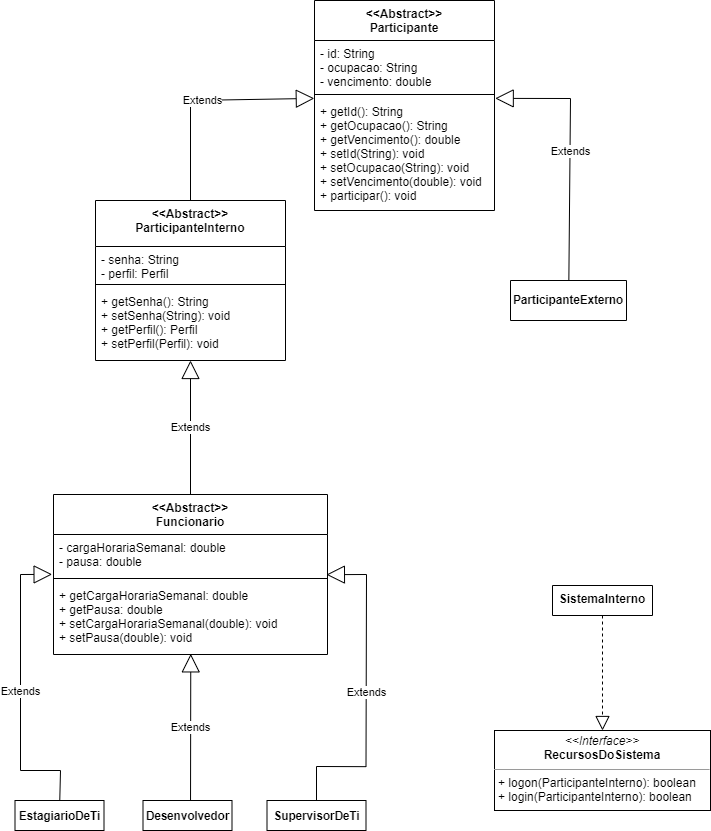 <<Abstract>>
Participante
- id: String
- ocupacao: String
- vencimento: double
+ getId(): String
+ getOcupacao(): String
+ getVencimento(): double
+ setId(String): void
+ setOcupacao(String): void
+ setVencimento(double): void
+ participar(): void
Extends
Extends
<<Abstract>>
ParticipanteInterno
- senha: String
- perfil: Perfil
+ getSenha(): String
+ setSenha(String): void
+ getPerfil(): Perfil
+ setPerfil(Perfil): void
ParticipanteExterno
Extends
<<Abstract>>
Funcionario
- cargaHorariaSemanal: double
- pausa: double
+ getCargaHorariaSemanal: double
+ getPausa: double
+ setCargaHorariaSemanal(double): void
+ setPausa(double): void
Extends
Extends
Extends
EstagiarioDeTi
Desenvolvedor
SupervisorDeTi
SistemaInterno
<<Interface>>
RecursosDoSistema
+ logon(ParticipanteInterno): boolean
+ login(ParticipanteInterno): boolean